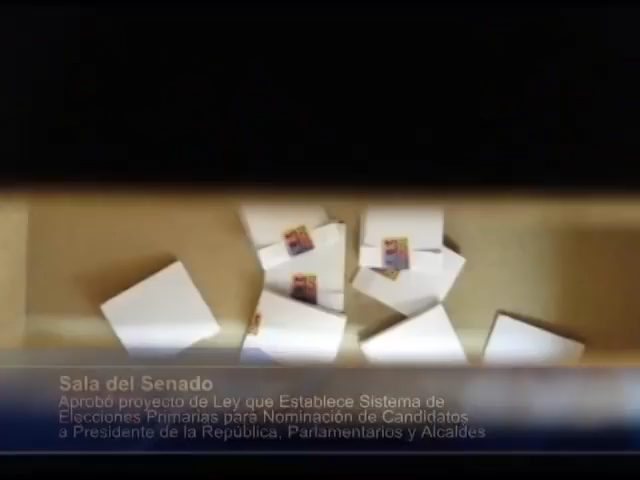 Sala del Senado
Aprobó proyecto de Ley que Establece Sistema de
Elecciones Primarias para Nominación de Candidatos
a Presidente de la República, Parlamentarios y Alcaldes